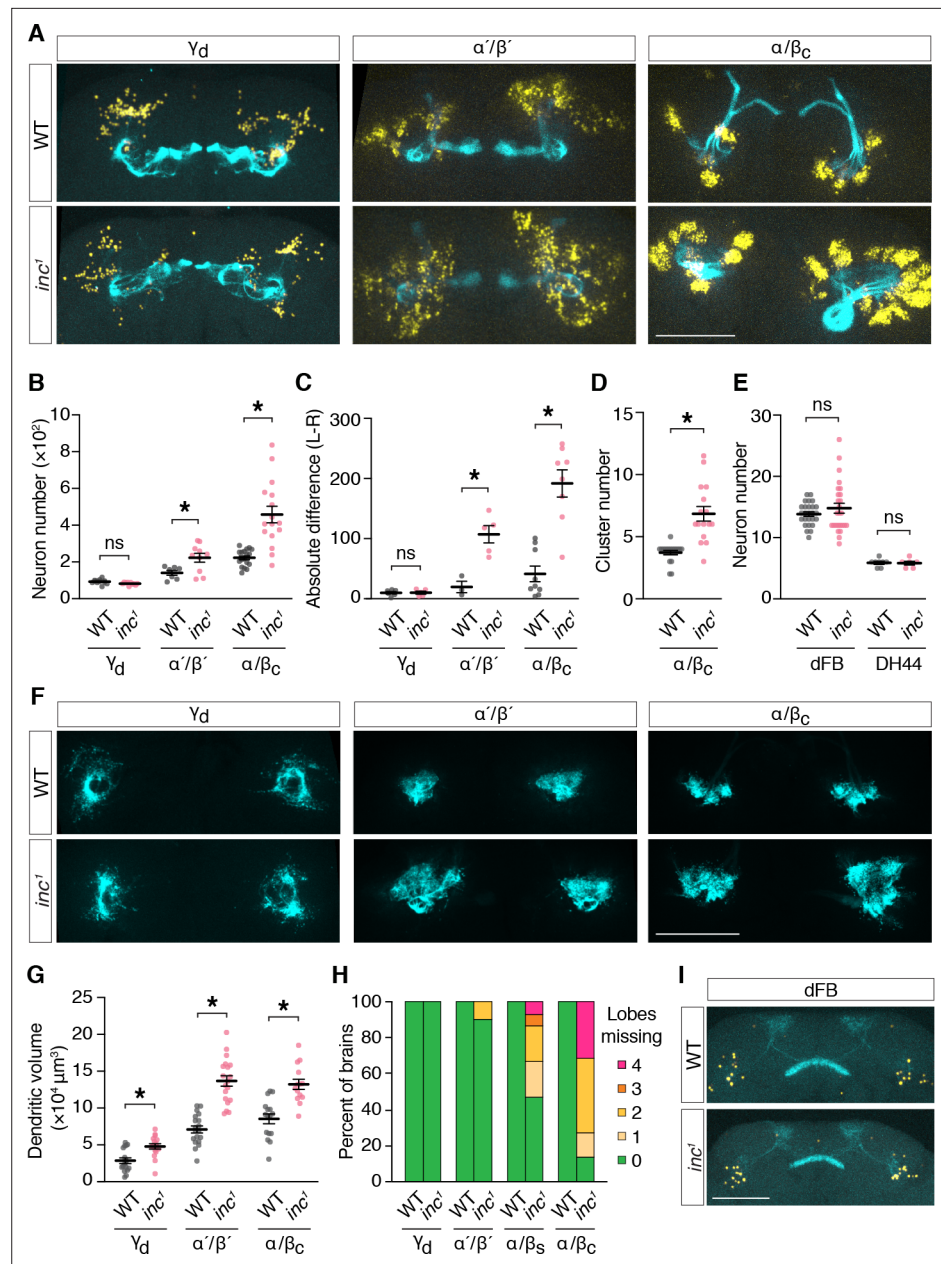 A
γd α´/β´ α/βc
WT
inc¹
B
Neuron number (×10²)
10
8
6
4
2
0
ns
*
*
WT inc¹ WT inc¹ WT inc¹
γd α´/β´ α/βc
C
Absolute difference (L-R)
300
200
100
0
ns
*
*
WT inc¹ WT inc¹ WT inc¹
γd α´/β´ α/βc
D
Cluster number
15
10
5
0
*
WT inc¹
α/βc
E
Neuron number
30
20
10
0
ns
ns
WT inc¹ WT inc¹
dFB DH44
F
γd α´/β´ α/βc
WT
inc¹
G
Dendritic volume
(×10⁴ μm³)
25
20
15
10
5
0
*
*
*
WT inc¹ WT inc¹ WT inc¹
γd α´/β´ α/βc
H
Percent of brains
100
80
60
40
20
0
WT inc¹ WT inc¹ WT inc¹ WT inc¹
γd α´/β´ α/βs α/βc
Lobes
missing
4
3
2
1
0
I
dFB
WT
inc¹